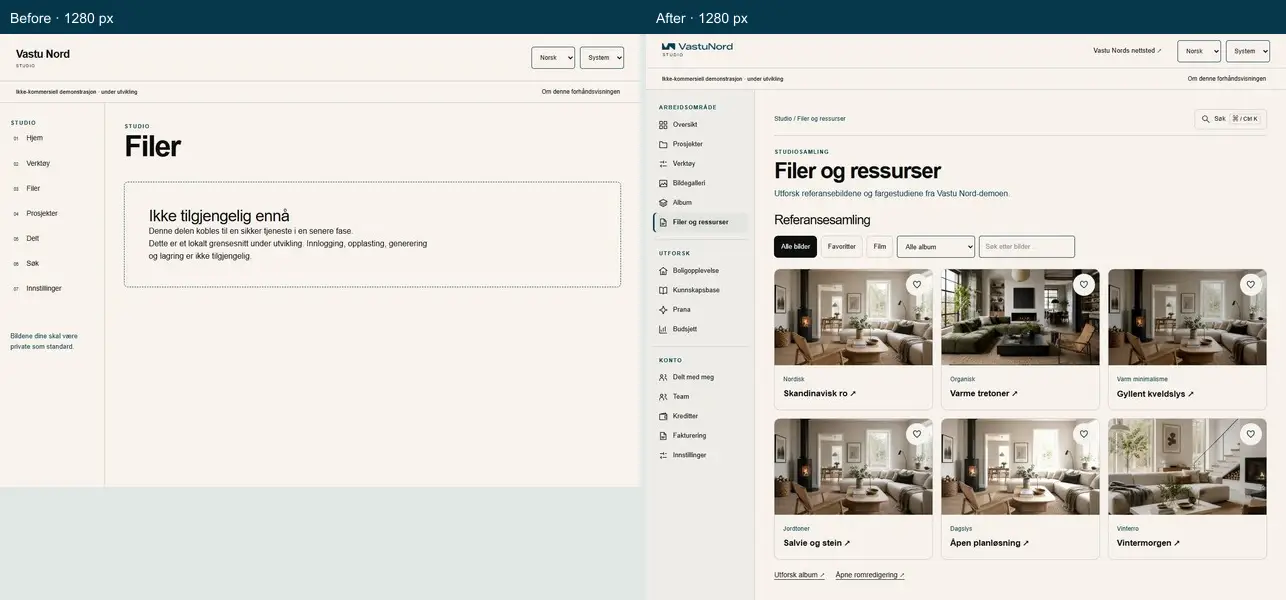 Before · 1280 px
Vastu Nord
STUDIO
Norsk
System
Ikke-kommersiell demonstrasjon · under utvikling
Om denne forhåndsvisningen
STUDIO
01 Hjem
02 Verktøy
03 Filer
04 Prosjekter
05 Delt
06 Søk
07 Innstillinger
Bildene dine skal være
private som standard.
STUDIO
Filer
Ikke tilgjengelig ennå
Denne delen kobles til en sikker tjeneste i en senere fase.
Dette er et lokalt grensesnitt under utvikling. Innlogging, opplasting, generering
og lagring er ikke tilgjengelig.
After · 1280 px
VastuNord
STUDIO
Vastu Nords nettsted ↗
Norsk
System
Ikke-kommersiell demonstrasjon · under utvikling
Om denne forhåndsvisningen
ARBEIDSOMRÅDE
Oversikt
Prosjekter
Verktøy
Bildegalleri
Album
Filer og ressurser
UTFORSK
Boligopplevelse
Kunnskapsbase
Prana
Budsjett
KONTO
Delt med meg
Team
Kreditter
Fakturering
Innstillinger
Studio / Filer og ressurser
Søk ⌘ / Ctrl K
STUDIOSAMLING
Filer og ressurser
Utforsk referansebildene og fargestudiene fra Vastu Nord-demoen.
Referansesamling
Alle bilder
Favoritter
Film
Alle album
Søk etter bilder ...
Nordisk
Skandinavisk ro ↗
Organisk
Varme tretoner ↗
Varm minimalisme
Gyllent kveldslys ↗
Jordtoner
Salvie og stein ↗
Dagslys
Åpen planløsning ↗
Vinterro
Vintermorgen ↗
Utforsk album ↗
Åpne romredigering ↗